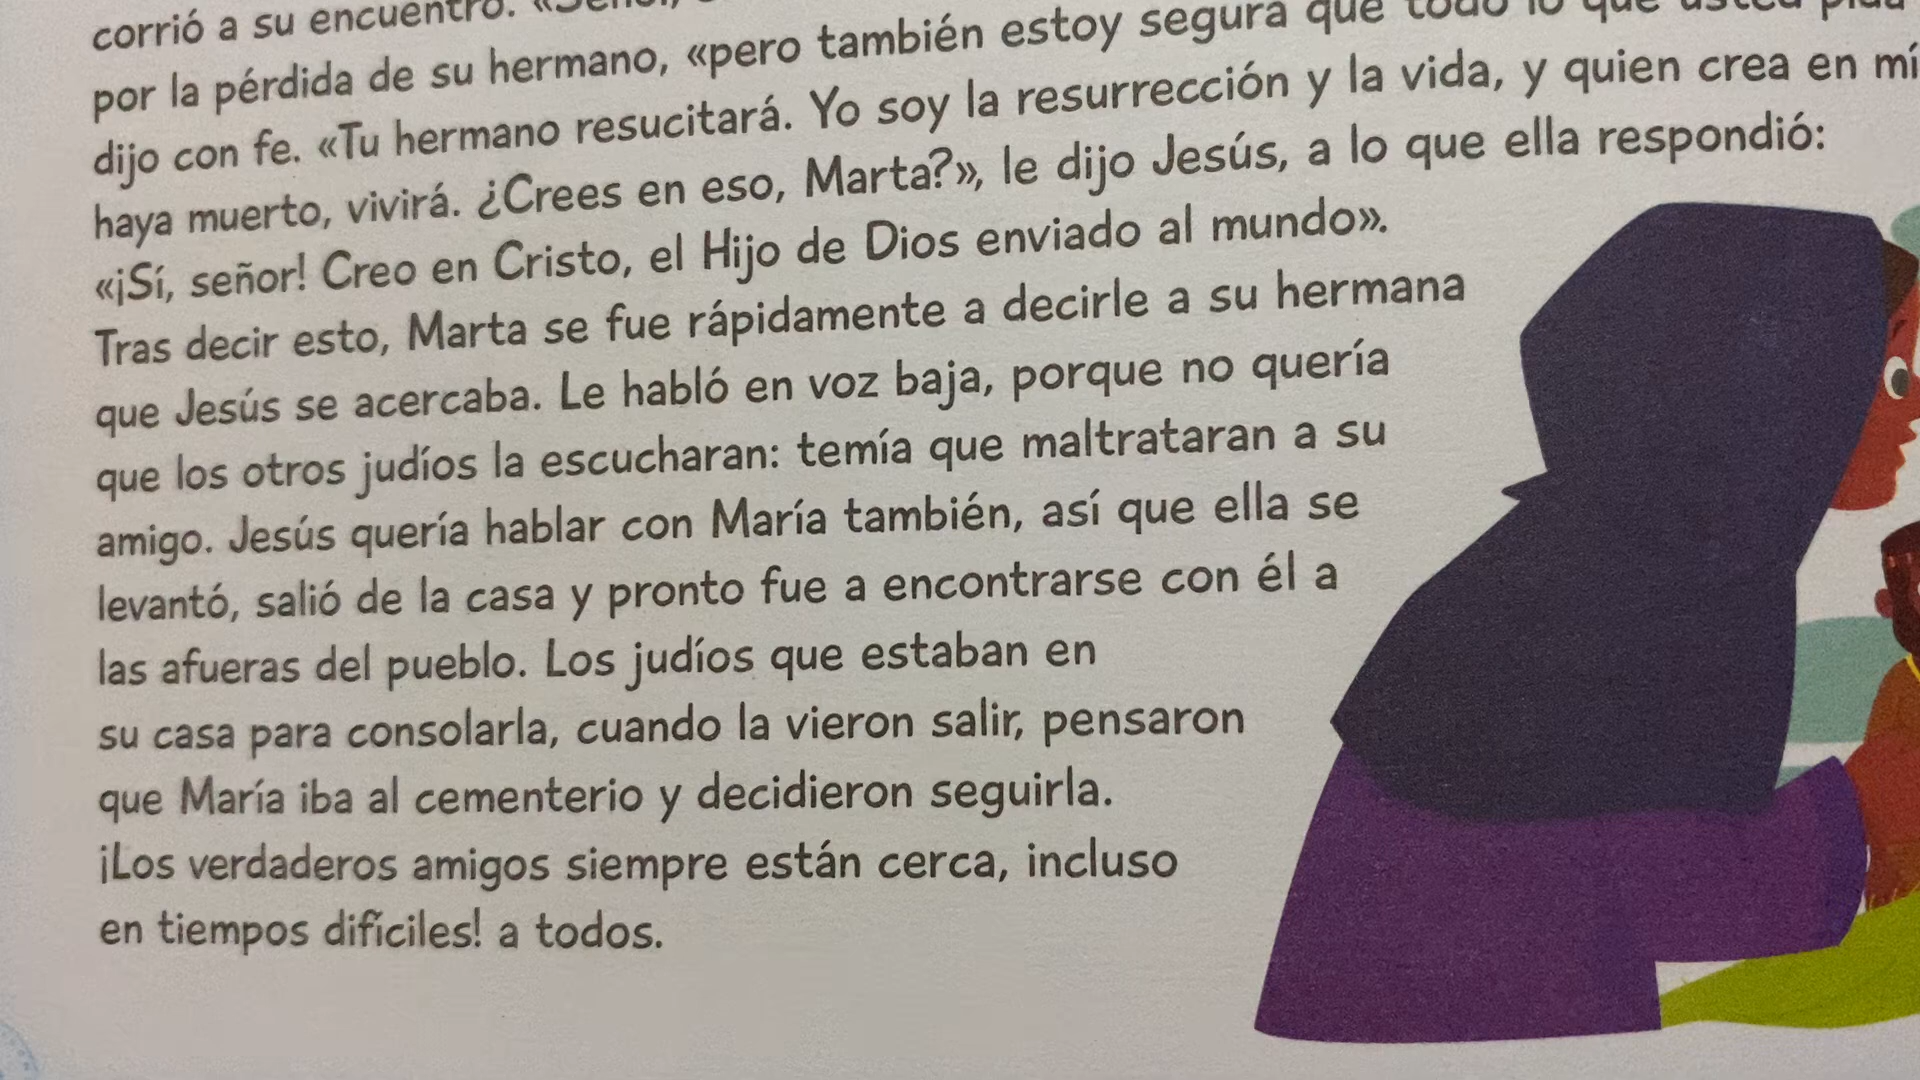 corrió a su encuentro.
por la pérdida de su hermano, «pero también estoy segura que todo lo que usted pida
dijo con fe. «Tu hermano resucitará. Yo soy la resurrección y la vida, y quien crea en mí
haya muerto, vivirá. ¿Crees en eso, Marta?», le dijo Jesús, a lo que ella respondió:
«¡Sí, señor! Creo en Cristo, el Hijo de Dios enviado al mundo».
Tras decir esto, Marta se fue rápidamente a decirle a su hermana
que Jesús se acercaba. Le habló en voz baja, porque no quería
que los otros judíos la escucharan: temía que maltrataran a su
amigo. Jesús quería hablar con María también, así que ella se
levantó, salió de la casa y pronto fue a encontrarse con él a
las afueras del pueblo. Los judíos que estaban en
su casa para consolarla, cuando la vieron salir, pensaron
que María iba al cementerio y decidieron seguirla.
¡Los verdaderos amigos siempre están cerca, incluso
en tiempos difíciles! a todos.